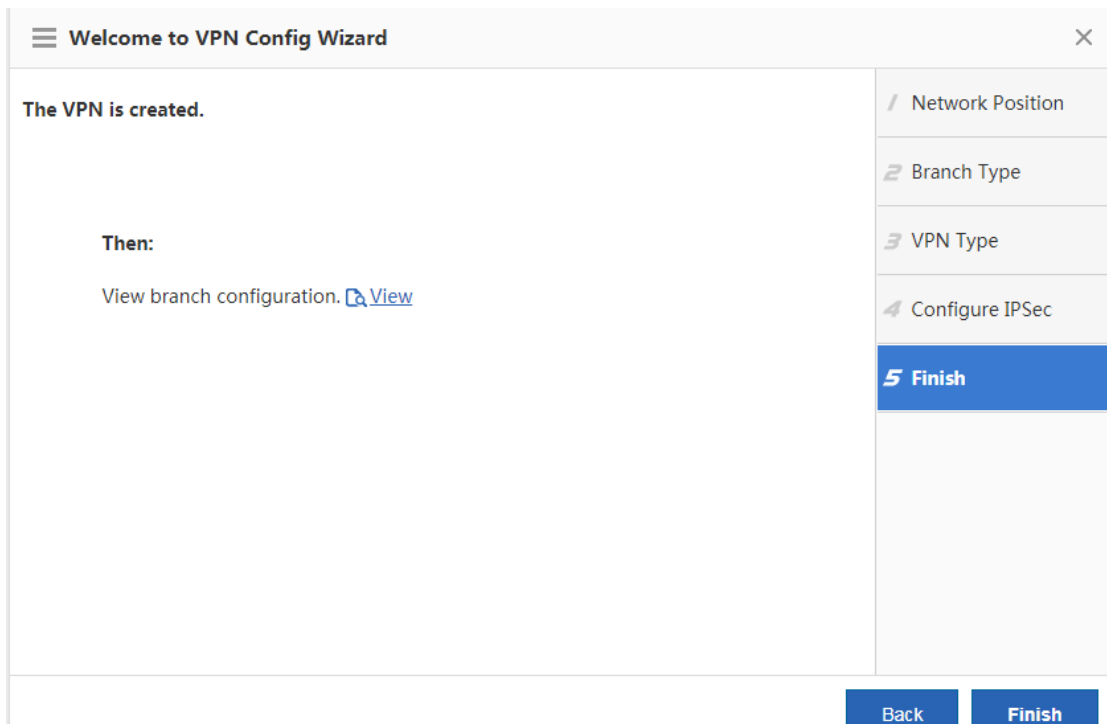 Welcome to VPN Config Wizard
The VPN is created.
Then:
View branch configuration. View
1 Network Position
2 Branch Type
3 VPN Type
4 Configure IPSec
5 Finish
Back
Finish